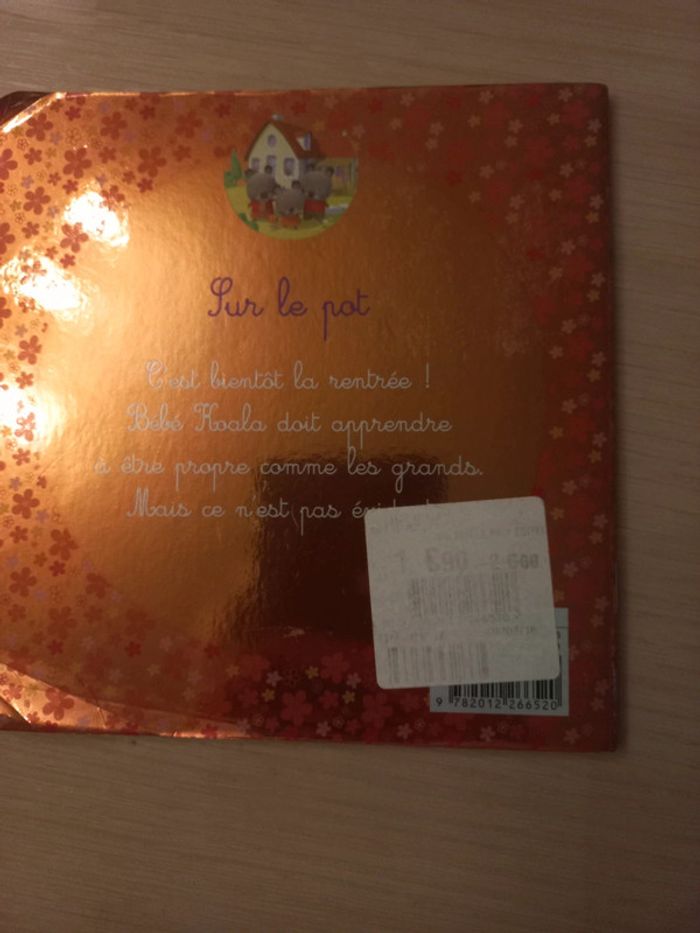 Sur le pot
C'est bientôt la rentrée !
Bébé Koala doit apprendre
à être propre comme les grands.
Mais ce n'est pas
9 782012 266520